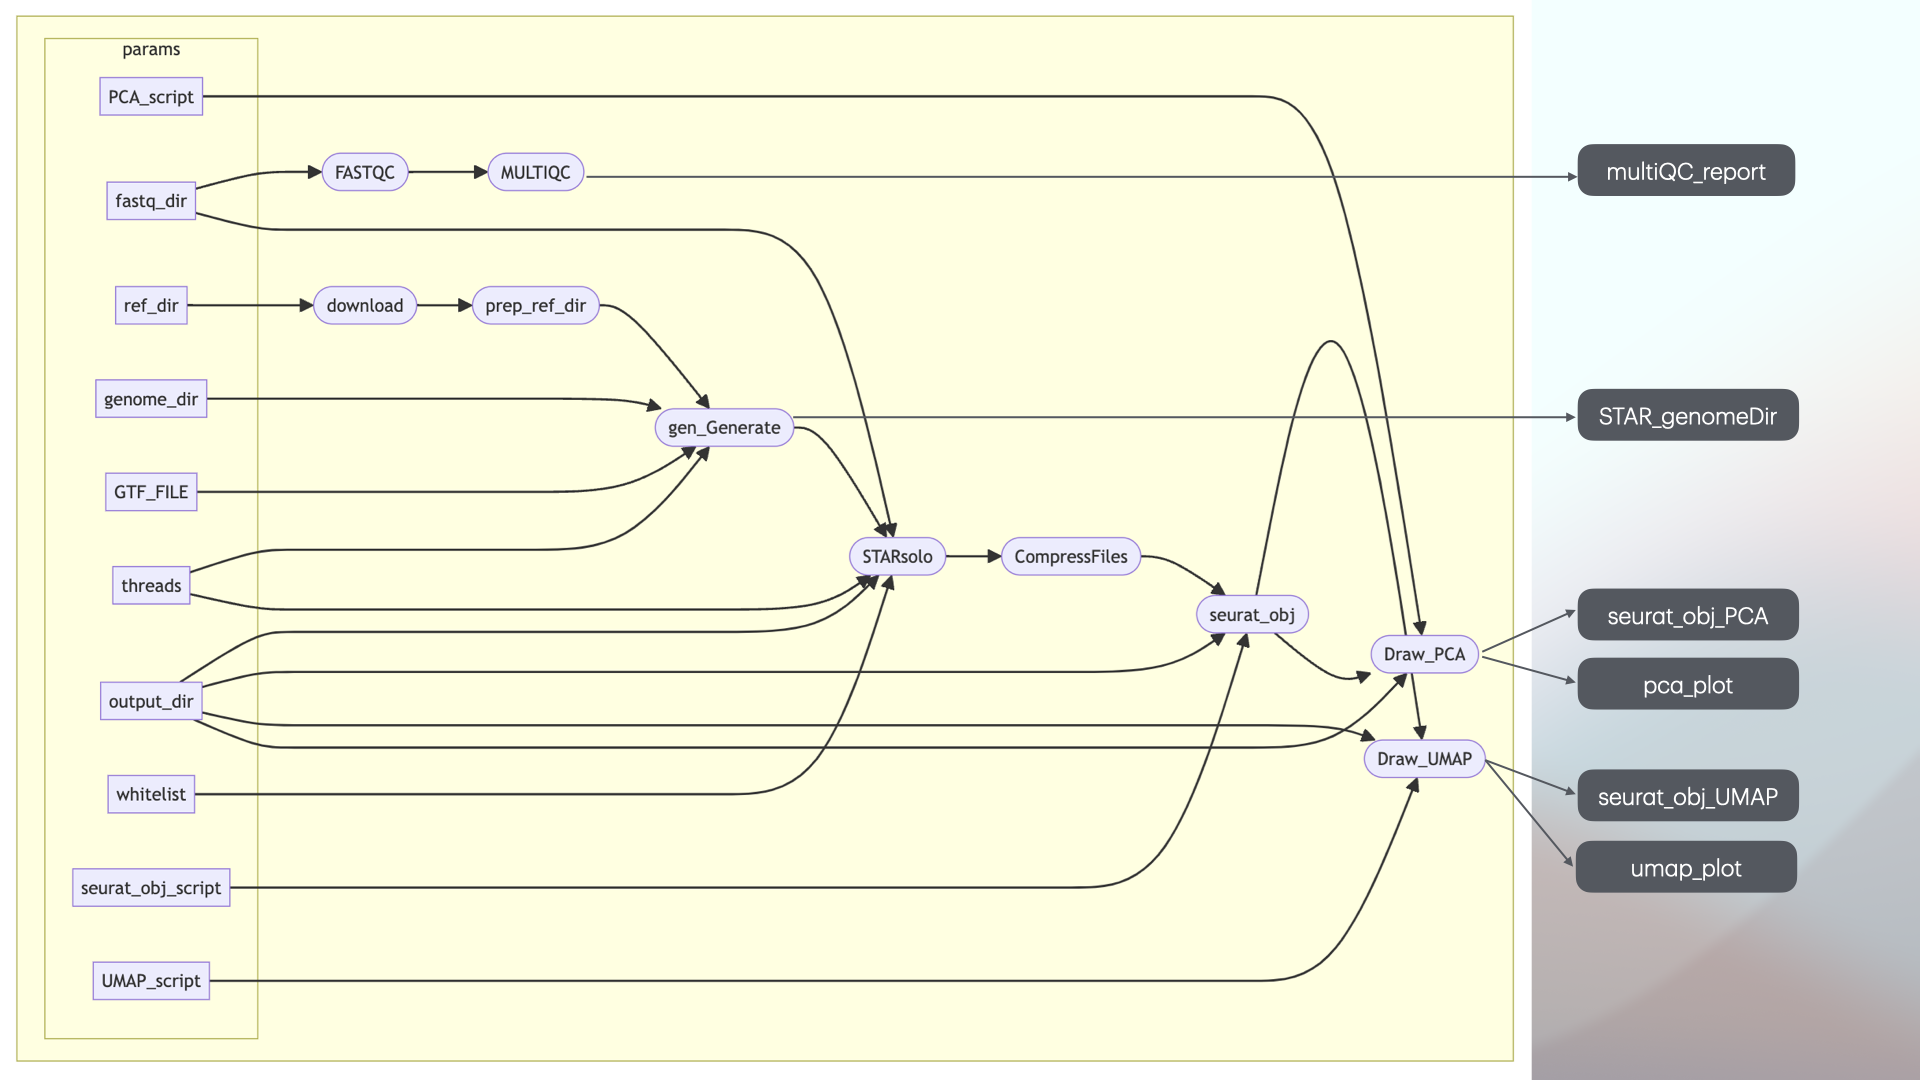 params
PCA_script
fastq_dir
ref_dir
genome_dir
GTF_FILE
threads
output_dir
whitelist
seurat_obj_script
UMAP_script
FASTQC
MULTIQC
download
prep_ref_dir
gen_Generate
STARsolo
CompressFiles
seurat_obj
Draw_PCA
Draw_UMAP
multiQC_report
STAR_genomeDir
seurat_obj_PCA
pca_plot
seurat_obj_UMAP
umap_plot